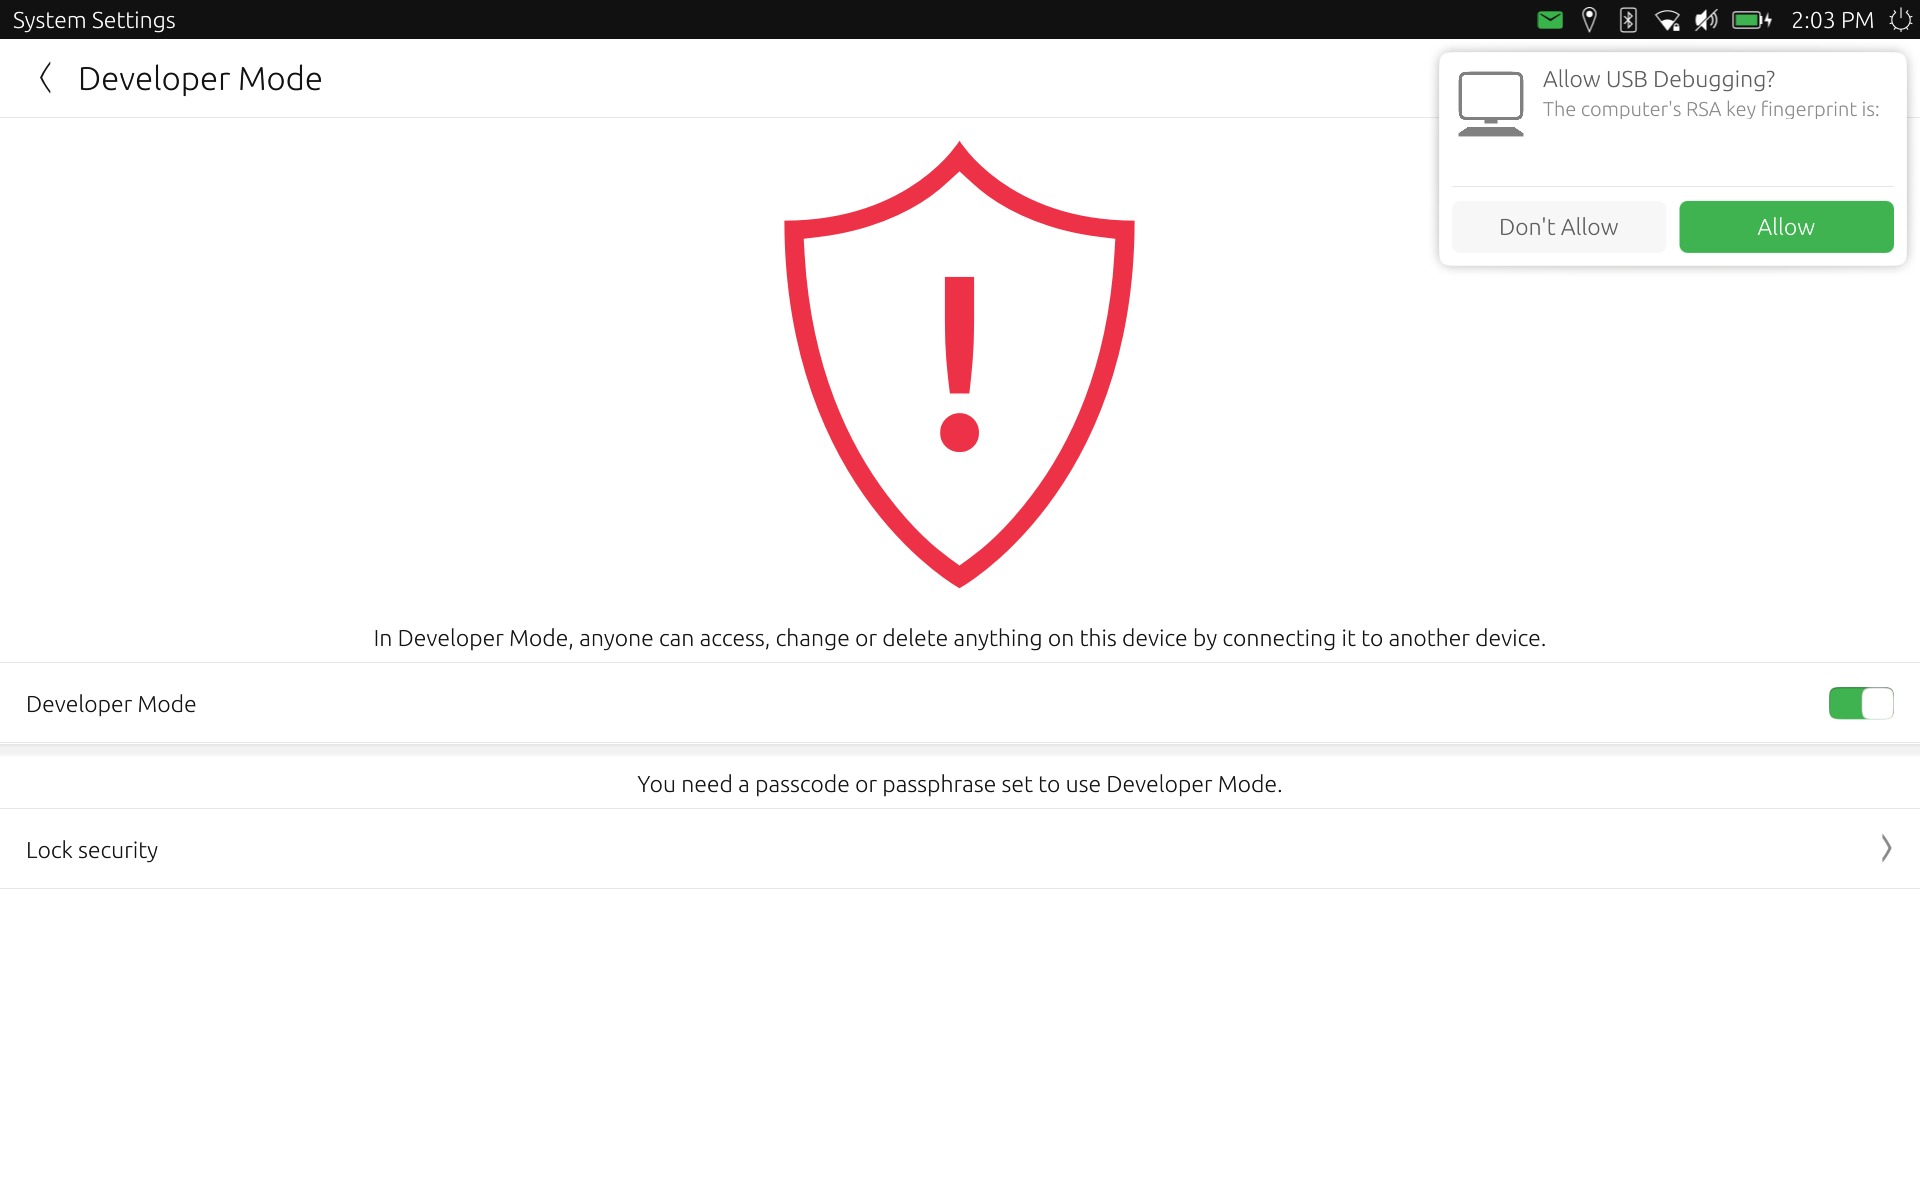 System Settings
2:03 PM
Developer Mode
Allow USB Debugging?
The computer's RSA key fingerprint is:
Don't Allow
Allow
In Developer Mode, anyone can access, change or delete anything on this device by connecting it to another device.
Developer Mode
You need a passcode or passphrase set to use Developer Mode.
Lock security